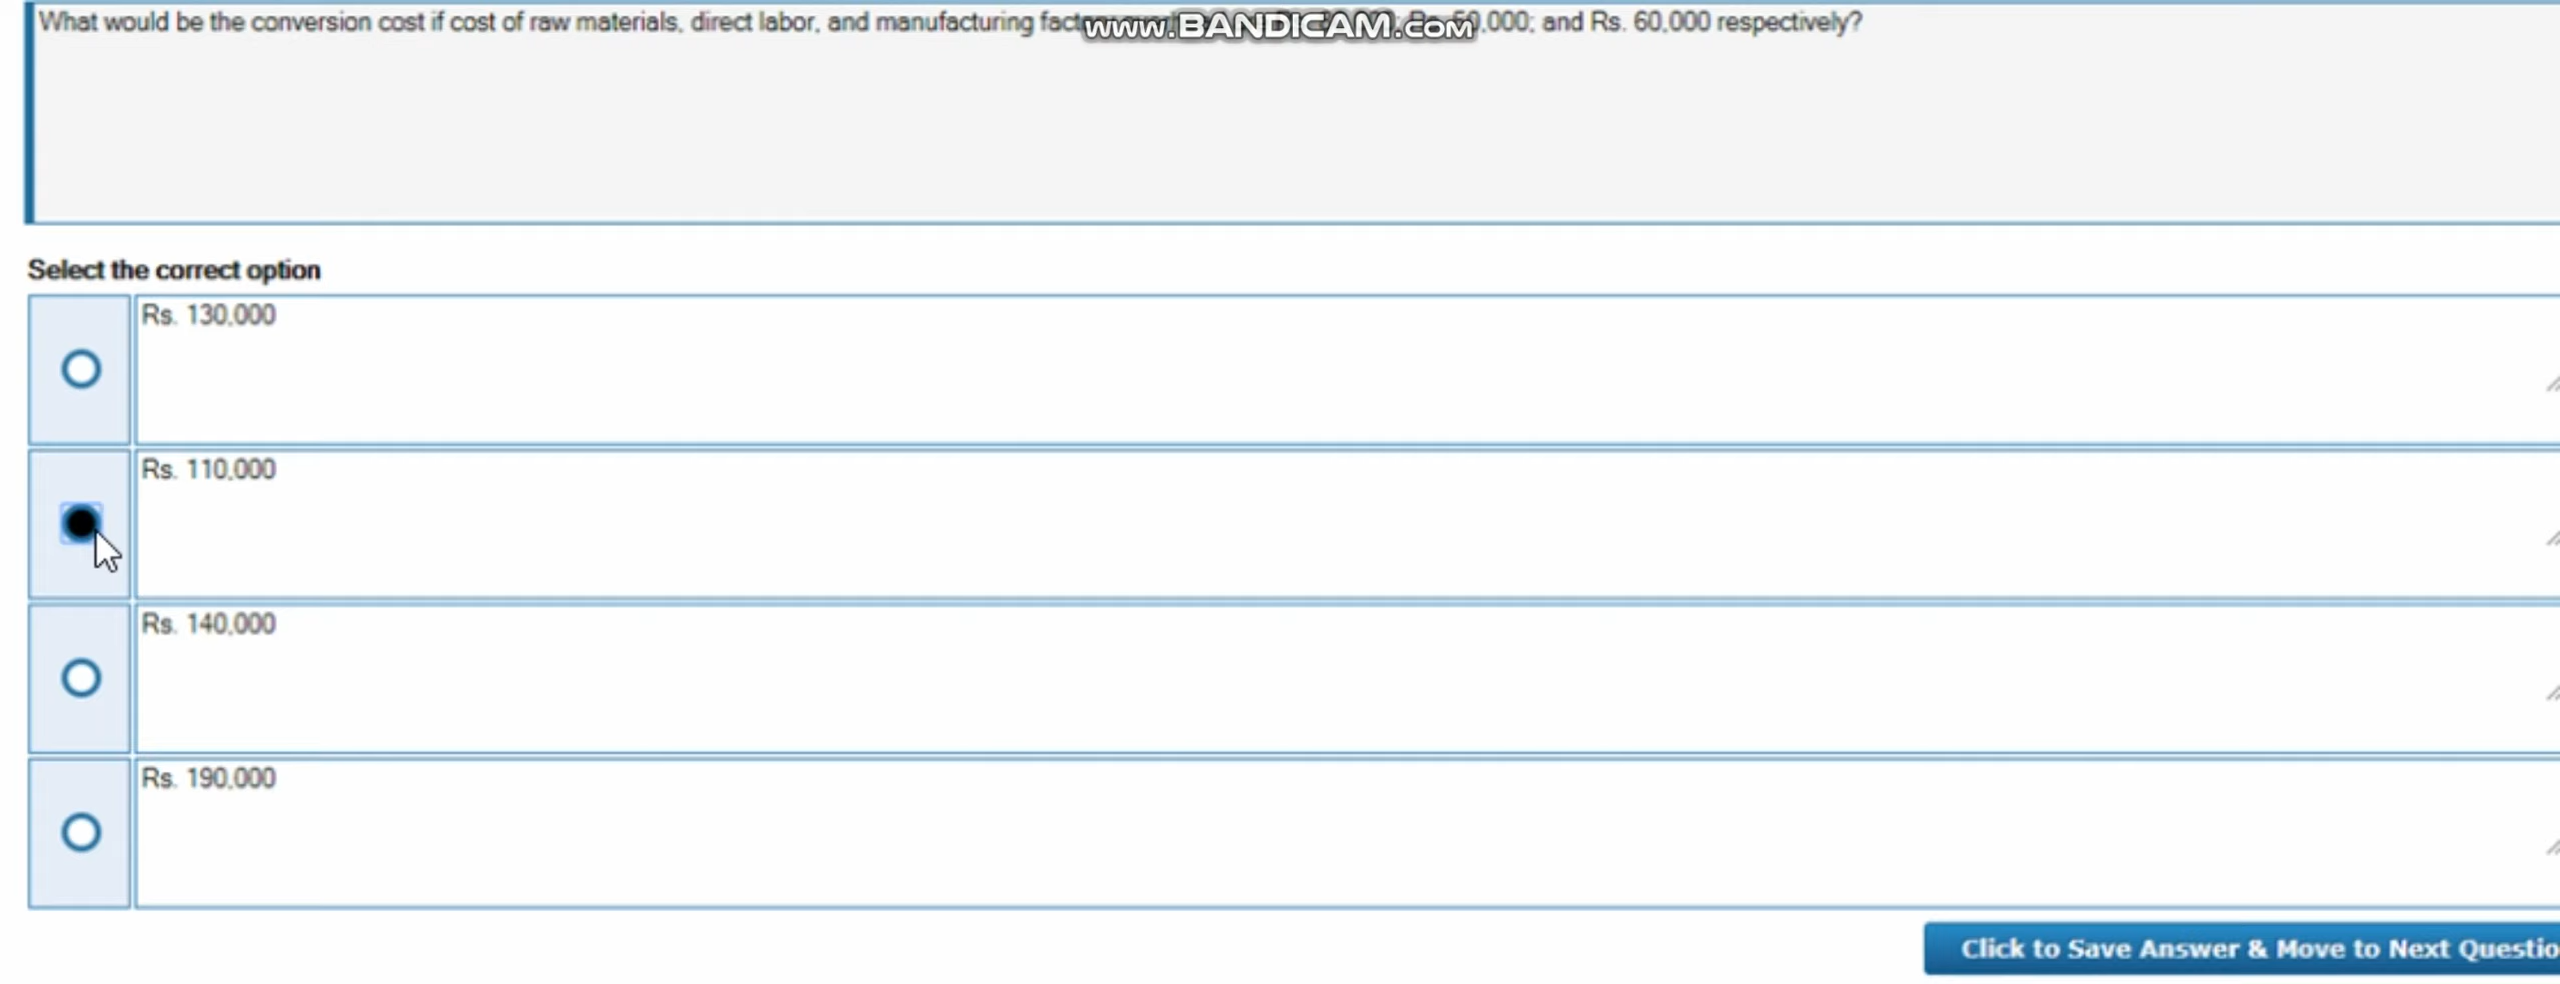 What would be the conversion cost if cost of raw materials, direct labor, and manufacturing www.BANDICAM.com 50,000; and Rs. 60,000 respectively?
Select the correct option
Rs. 130,000
Rs. 110,000
Rs. 140,000
Rs. 190,000
Click to Save Answer & Move to Next Questio